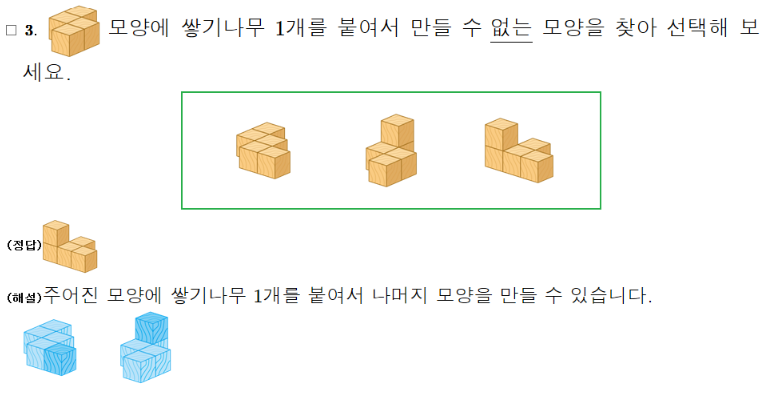 □ 3. 모양에 쌓기나무 1개를 붙여서 만들 수 없는 모양을 찾아 선택해 보
세요.
(정답)
(해설)주어진 모양에 쌓기나무 1개를 붙여서 나머지 모양을 만들 수 있습니다.